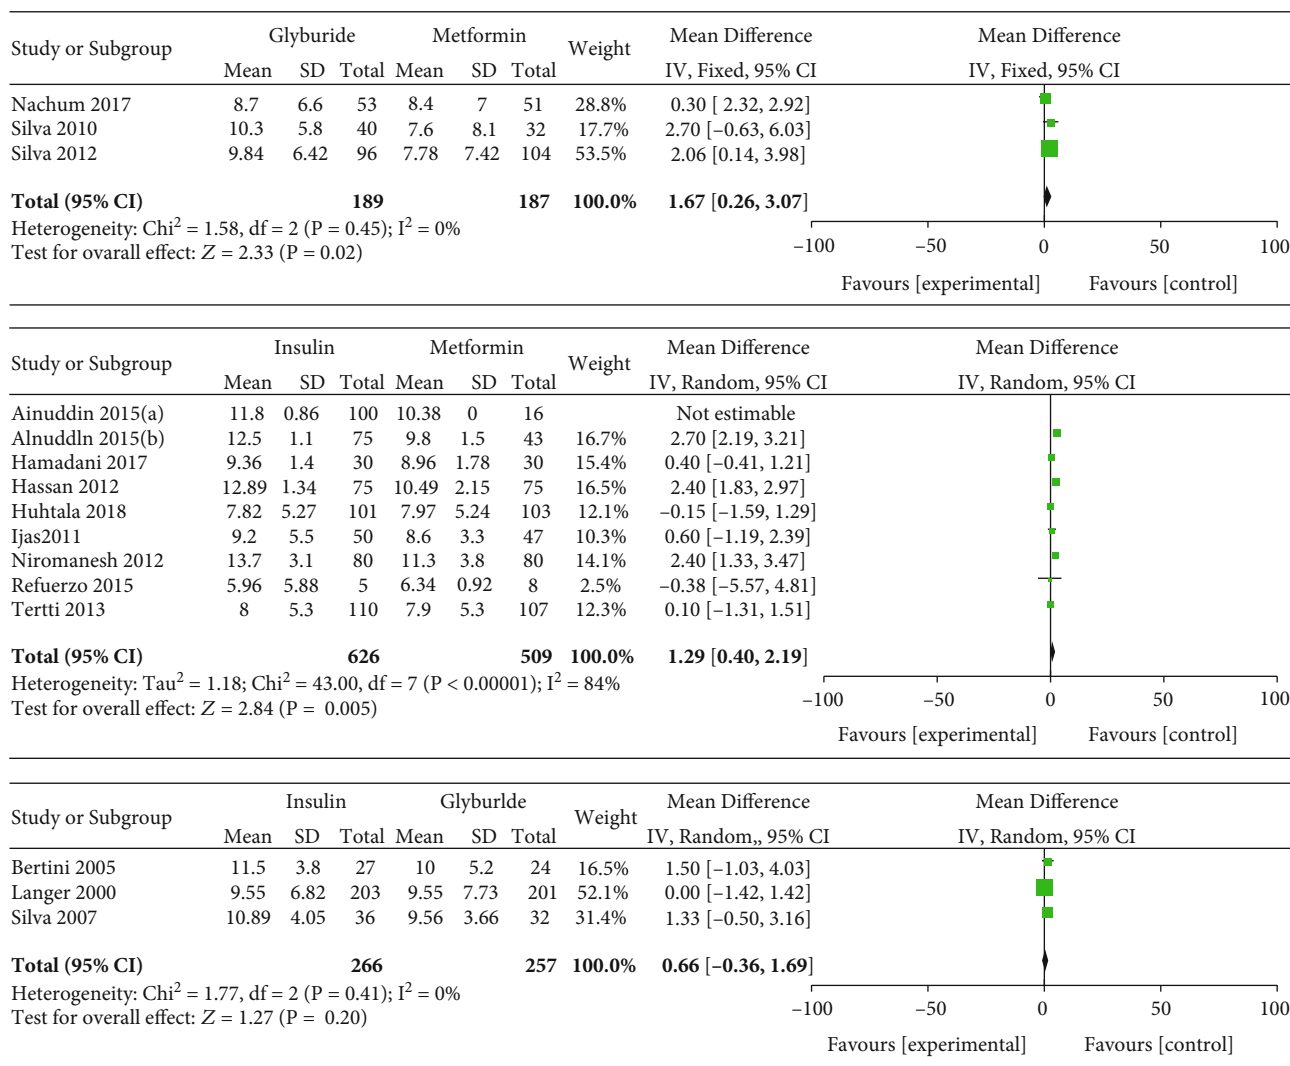 Study or Subgroup Glyburide Metformin Weight Mean Difference Mean Difference
Mean SD Total Mean SD Total IV, Fixed, 95% CI IV, Fixed, 95% CI
Nachum 2017 8.7 6.6 53 8.4 7 51 28.8% 0.30 [ 2.32, 2.92]
Silva 2010 10.3 5.8 40 7.6 8.1 32 17.7% 2.70 [–0.63, 6.03]
Silva 2012 9.84 6.42 96 7.78 7.42 104 53.5% 2.06 [0.14, 3.98]
Total (95% CI) 189 187 100.0% 1.67 [0.26, 3.07]
Heterogeneity: Chi² = 1.58, df = 2 (P = 0.45); I² = 0%
Test for ovarall effect: Z = 2.33 (P = 0.02)
–100 –50 0 50 100
Favours [experimental] Favours [control]
Study or Subgroup Insulin Metformin Weight Mean Difference Mean Difference
Mean SD Total Mean SD Total IV, Random, 95% CI IV, Random, 95% CI
Ainuddin 2015(a) 11.8 0.86 100 10.38 0 16 Not estimable
Alnuddln 2015(b) 12.5 1.1 75 9.8 1.5 43 16.7% 2.70 [2.19, 3.21]
Hamadani 2017 9.36 1.4 30 8.96 1.78 30 15.4% 0.40 [–0.41, 1.21]
Hassan 2012 12.89 1.34 75 10.49 2.15 75 16.5% 2.40 [1.83, 2.97]
Huhtala 2018 7.82 5.27 101 7.97 5.24 103 12.1% –0.15 [–1.59, 1.29]
Ijas2011 9.2 5.5 50 8.6 3.3 47 10.3% 0.60 [–1.19, 2.39]
Niromanesh 2012 13.7 3.1 80 11.3 3.8 80 14.1% 2.40 [1.33, 3.47]
Refuerzo 2015 5.96 5.88 5 6.34 0.92 8 2.5% –0.38 [–5.57, 4.81]
Tertti 2013 8 5.3 110 7.9 5.3 107 12.3% 0.10 [–1.31, 1.51]
Total (95% CI) 626 509 100.0% 1.29 [0.40, 2.19]
Heterogeneity: Tau² = 1.18; Chi² = 43.00, df = 7 (P < 0.00001); I² = 84%
Test for overall effect: Z = 2.84 (P = 0.005)
–100 –50 0 50 100
Favours [experimental] Favours [control]
Study or Subgroup Insulin Glyburlde Weight Mean Difference Mean Difference
Mean SD Total Mean SD Total IV, Random,, 95% CI IV, Random, 95% CI
Bertini 2005 11.5 3.8 27 10 5.2 24 16.5% 1.50 [–1.03, 4.03]
Langer 2000 9.55 6.82 203 9.55 7.73 201 52.1% 0.00 [–1.42, 1.42]
Silva 2007 10.89 4.05 36 9.56 3.66 32 31.4% 1.33 [–0.50, 3.16]
Total (95% CI) 266 257 100.0% 0.66 [–0.36, 1.69]
Heterogeneity: Chi² = 1.77, df = 2 (P = 0.41); I² = 0%
Test for overall effect: Z = 1.27 (P = 0.20)
–100 –50 0 50 100
Favours [experimental] Favours [control]